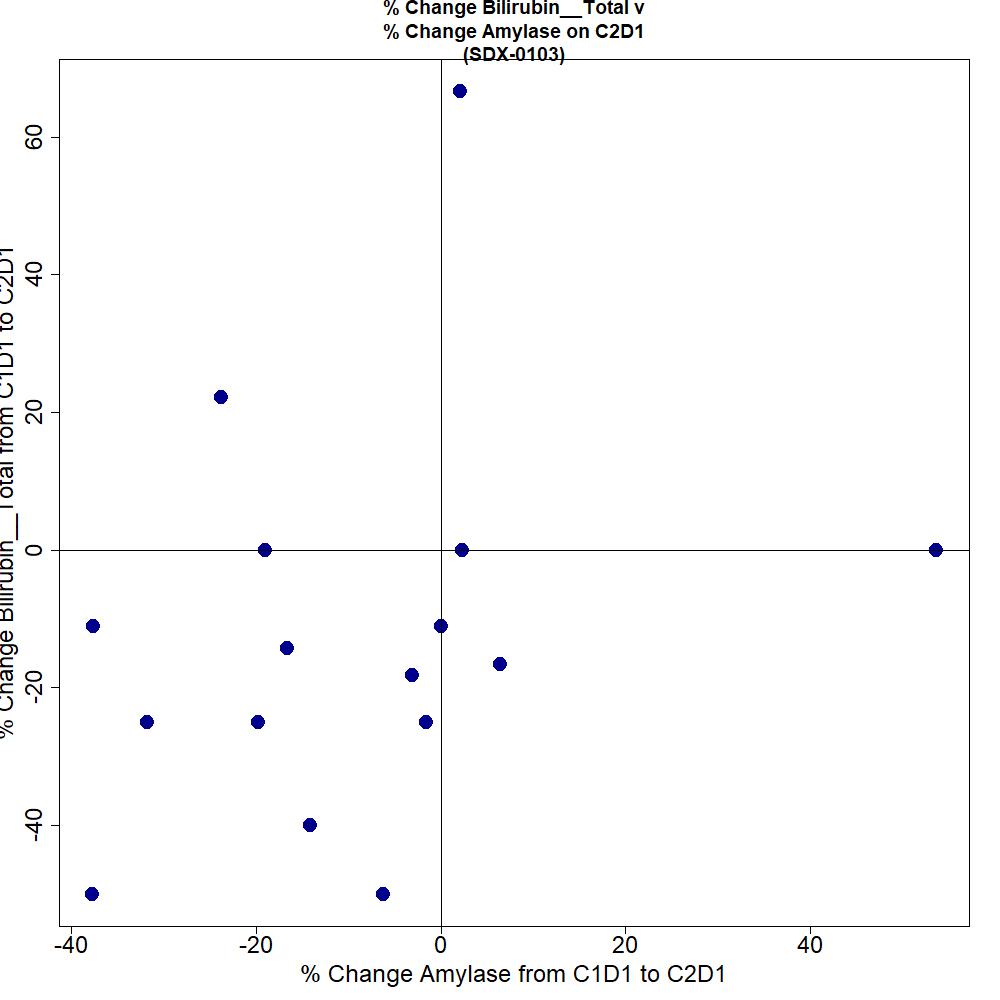 % Change Bilirubin__Total v
% Change Amylase on C2D1
(SDX-0103)
% Change Bilirubin__Total from C1D1 to C2D1
60
40
20
0
-20
-40
-40
-20
0
20
40
% Change Amylase from C1D1 to C2D1